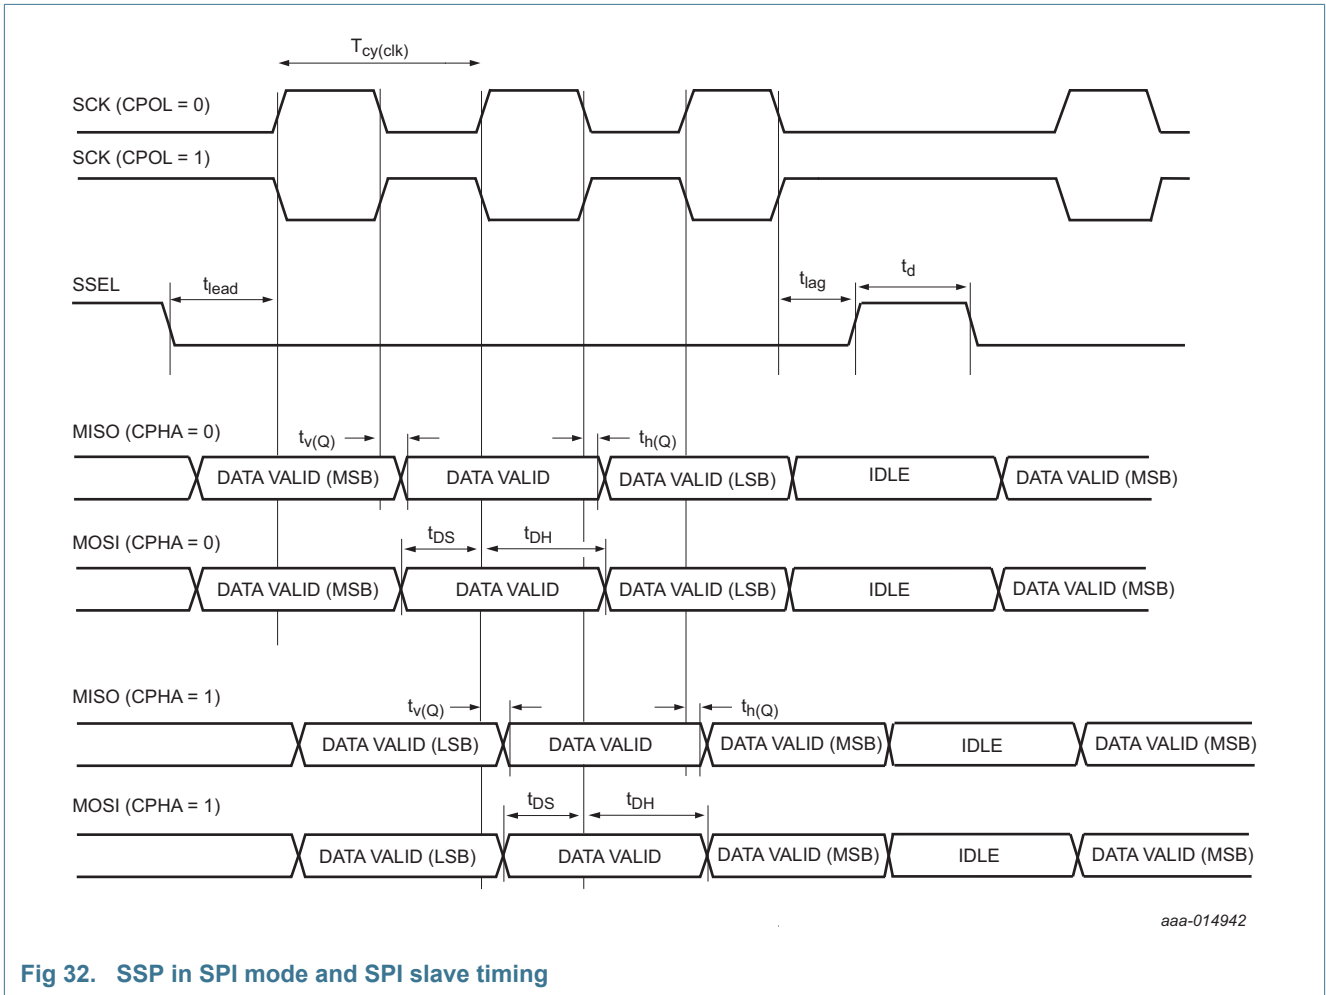 Tcy(clk)
SCK (CPOL = 0)
SCK (CPOL = 1)
SSEL
tlead
tlag
td
MISO (CPHA = 0)
tv(Q)
th(Q)
DATA VALID (MSB) DATA VALID DATA VALID (LSB) IDLE DATA VALID (MSB)
MOSI (CPHA = 0)
tDS
tDH
DATA VALID (MSB) DATA VALID DATA VALID (LSB) IDLE DATA VALID (MSB)
MISO (CPHA = 1)
tv(Q)
th(Q)
DATA VALID (LSB) DATA VALID DATA VALID (MSB) IDLE DATA VALID (MSB)
MOSI (CPHA = 1)
tDS
tDH
DATA VALID (LSB) DATA VALID DATA VALID (MSB) IDLE DATA VALID (MSB)
aaa-014942
Fig 32. SSP in SPI mode and SPI slave timing